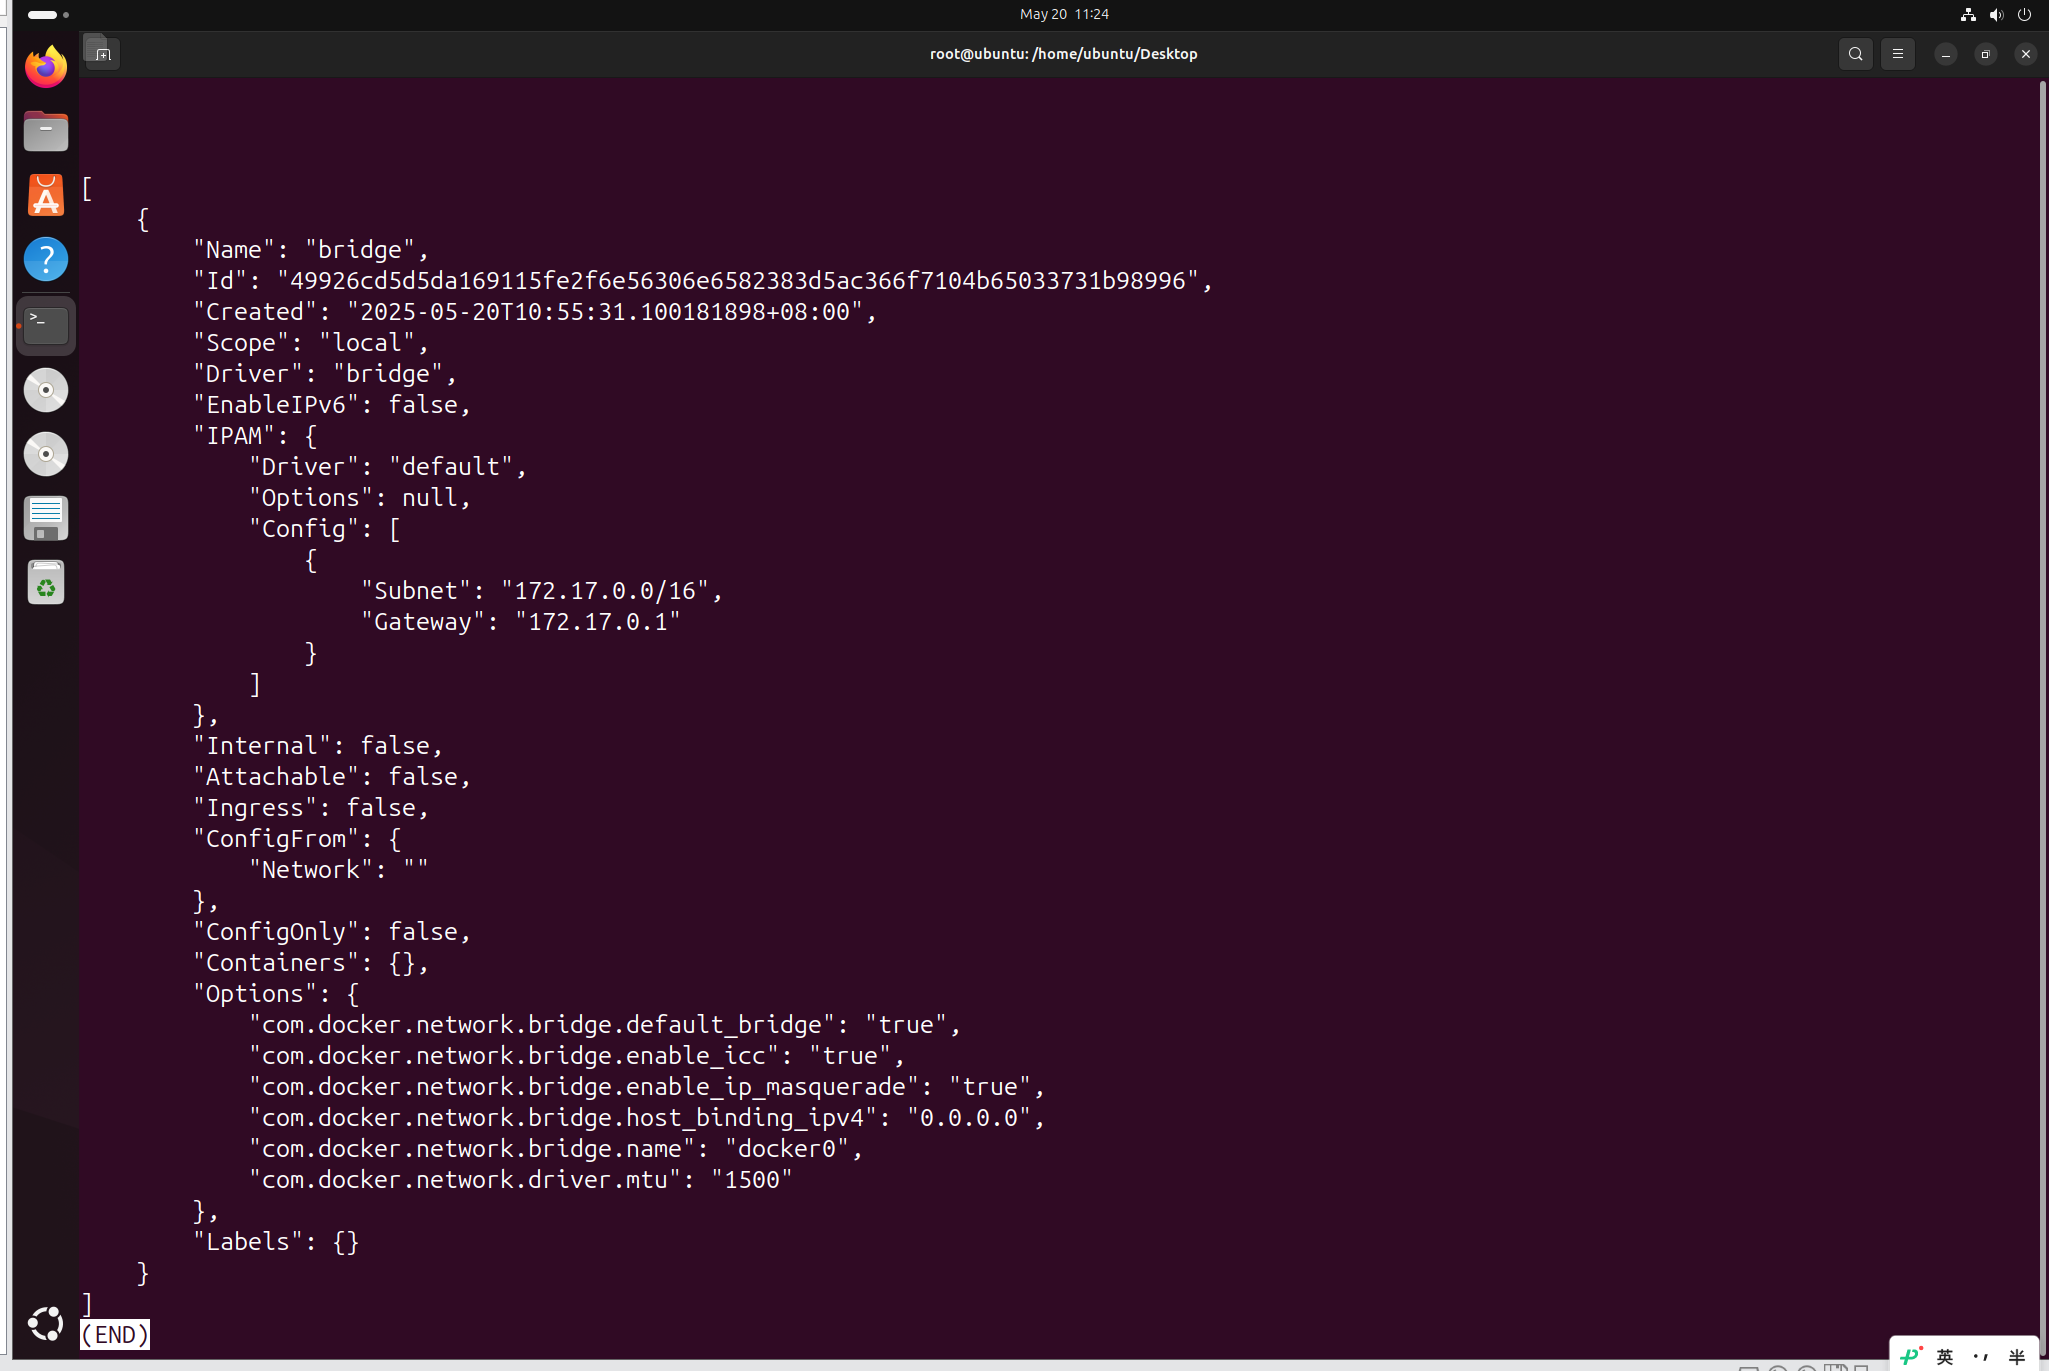 May 20 11:24
root@ubuntu: /home/ubuntu/Desktop
[
    {
        "Name": "bridge",
        "Id": "49926cd5d5da169115fe2f6e56306e6582383d5ac366f7104b65033731b98996",
        "Created": "2025-05-20T10:55:31.100181898+08:00",
        "Scope": "local",
        "Driver": "bridge",
        "EnableIPv6": false,
        "IPAM": {
            "Driver": "default",
            "Options": null,
            "Config": [
                {
                    "Subnet": "172.17.0.0/16",
                    "Gateway": "172.17.0.1"
                }
            ]
        },
        "Internal": false,
        "Attachable": false,
        "Ingress": false,
        "ConfigFrom": {
            "Network": ""
        },
        "ConfigOnly": false,
        "Containers": {},
        "Options": {
            "com.docker.network.bridge.default_bridge": "true",
            "com.docker.network.bridge.enable_icc": "true",
            "com.docker.network.bridge.enable_ip_masquerade": "true",
            "com.docker.network.bridge.host_binding_ipv4": "0.0.0.0",
            "com.docker.network.bridge.name": "docker0",
            "com.docker.network.driver.mtu": "1500"
        },
        "Labels": {}
    }
]
(END)
英 半